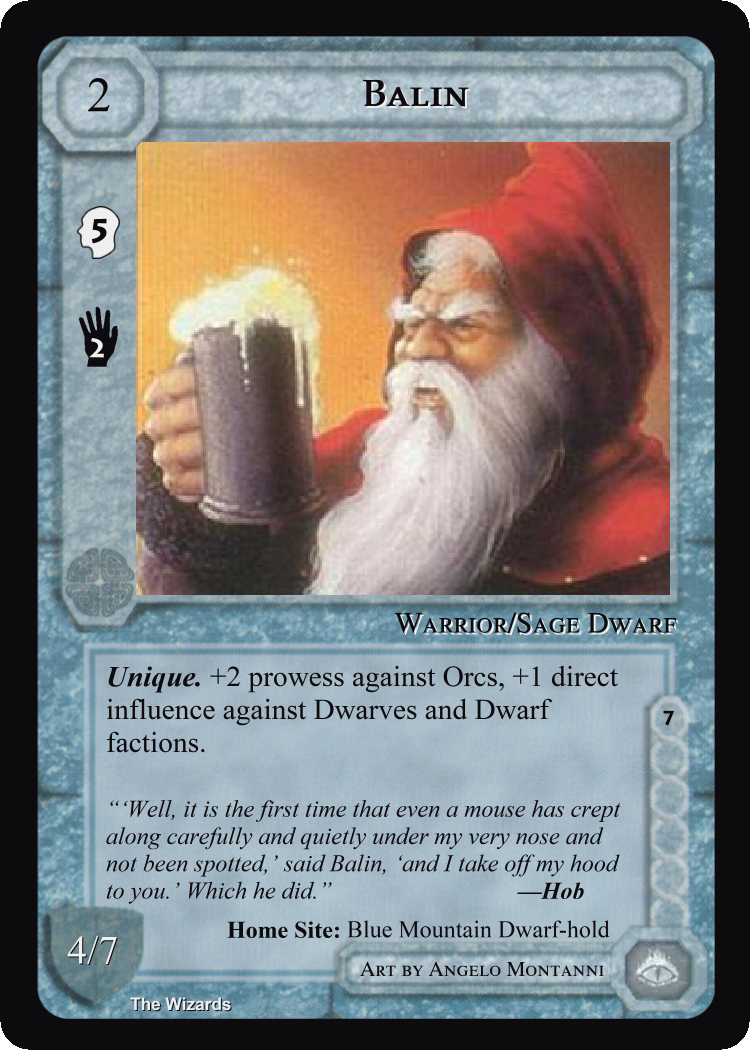 2
Balin
5
2
Warrior/Sage Dwarf
Unique. +2 prowess against Orcs, +1 direct
influence against Dwarves and Dwarf
factions.
7
“‘Well, it is the first time that even a mouse has crept
along carefully and quietly under my very nose and
not been spotted,’ said Balin, ‘and I take off my hood
to you.’ Which he did.” —Hob
Home Site: Blue Mountain Dwarf-hold
4/7
Art by Angelo Montanni
The Wizards